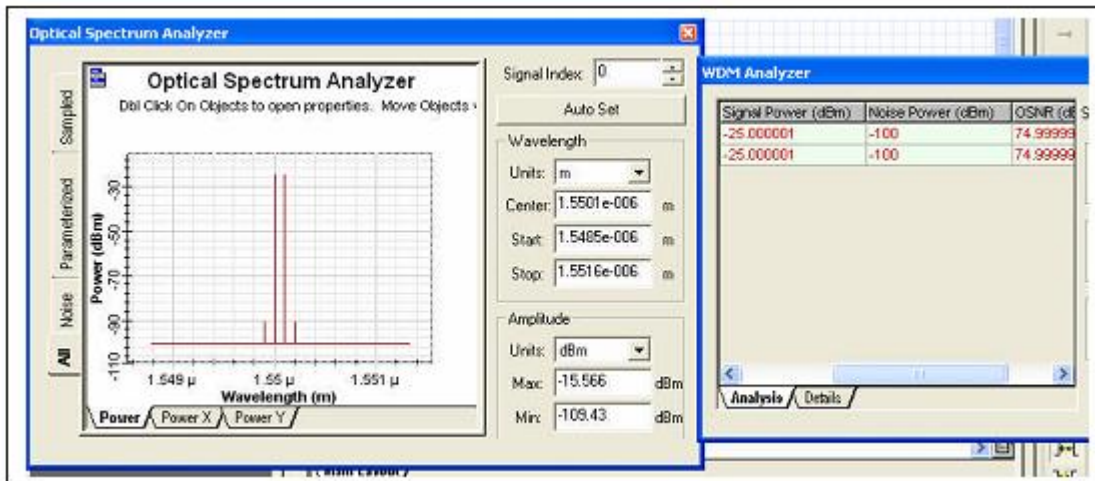 Optical Spectrum Analyzer
Optical Spectrum Analyzer
Dbl Click On Objects to open properties. Move Objects
Sampled
Parameterized
Noise
All
Power (dBm)
-30
-50
-70
-90
-110
1.549 µ
1.55 µ
1.551 µ
Wavelength (m)
Power
Power X
Power Y
Signal Index: 0
Auto Set
Wavelength
Units: m
Center: 1.5501e-006 m
Start: 1.5485e-006 m
Stop: 1.5516e-006 m
Amplitude
Units: dBm
Max: -15.566 dBm
Min: -109.43 dBm
WDM Analyzer
Signal Power (dBm) Noise Power (dBm) OSNR (dB
-25.000001 -100 74.99999
-25.000001 -100 74.99999
Analysis
Details